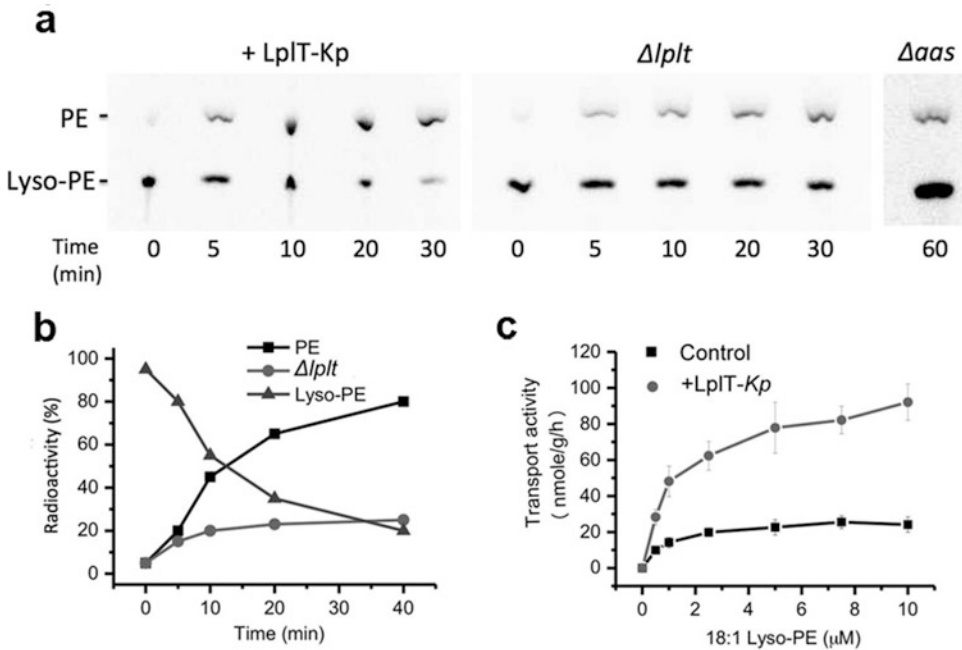 a
+ LplT-Kp
Δlplt
Δaas
PE
Lyso-PE
Time
(min)
0 5 10 20 30
0 5 10 20 30
60
b
PE
Δlplt
Lyso-PE
Radioactivity (%)
100
80
60
40
20
0
0 10 20 30 40
Time (min)
c
Control
+LplT-Kp
Transport activity
( nmole/g/h)
120
100
80
60
40
20
0
0 2 4 6 8 10
18:1 Lyso-PE (μM)